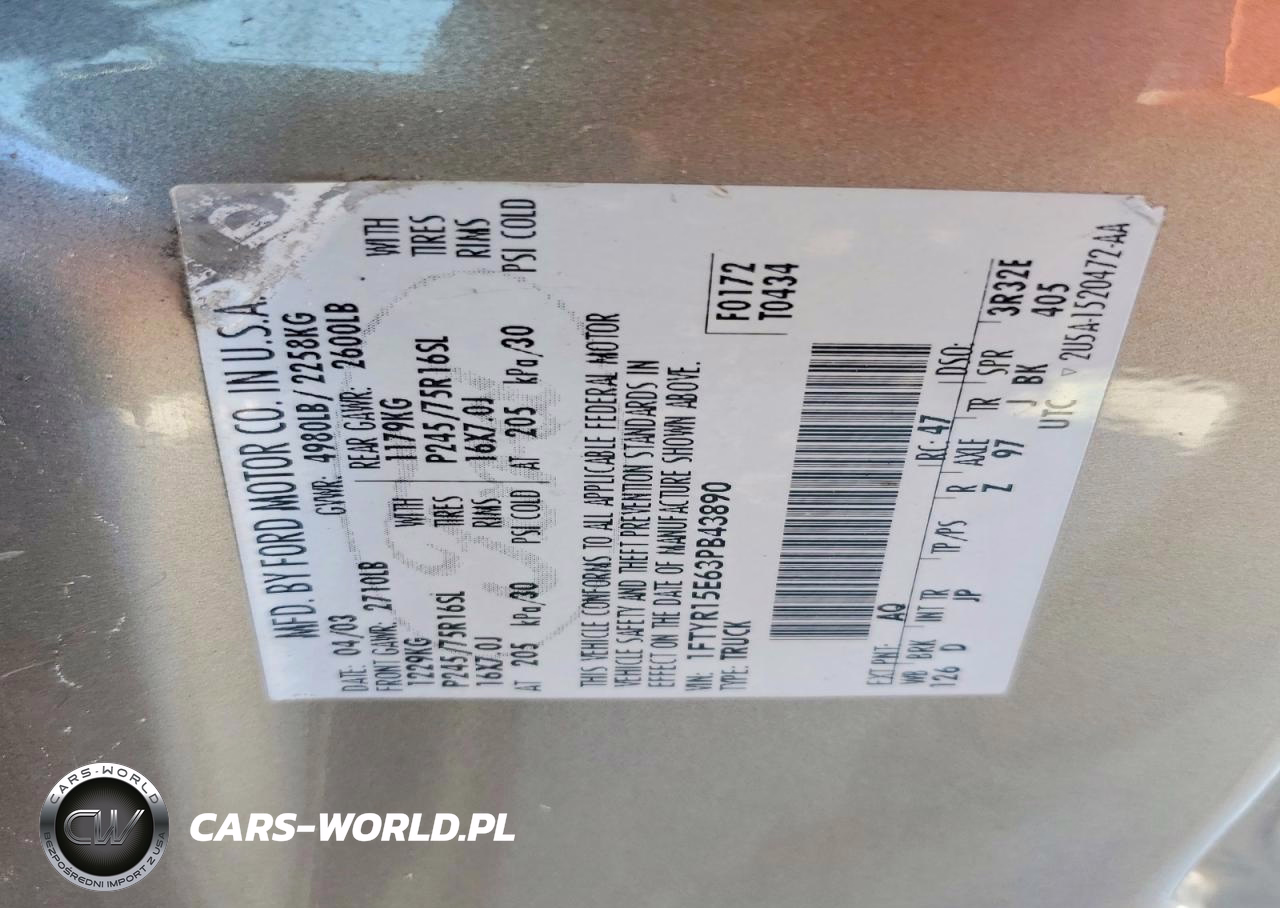 MFD. BY FORD MOTOR CO. IN U.S.A.
DATE: 04/03 GVWR: 4980LB/2258KG
FRONT GAWR: 2710LB REAR GAWR: 2600LB
1229KG WITH 1179KG WITH
P245/75R16SL TIRES P245/75R16SL TIRES
16X7.0J RIMS 16X7.0J RIMS
AT 205 kPa/30 PSI COLD AT 205 kPa/30 PSI COLD
THIS VEHICLE CONFORMS TO ALL APPLICABLE FEDERAL MOTOR
VEHICLE SAFETY AND THEFT PREVENTION STANDARDS IN
EFFECT ON THE DATE OF MANUFACTURE SHOWN ABOVE.
VIN: 1FTYR15E63PB43890 F0172
TYPE: TRUCK T0434
EXT PNT: AQ RC: 47 DSO:
WB BRK INT TR TP/PS R AXLE TR SPR 3R32E
126 D JP Z 97 J BK 405
UTC ▽ 2U5A-1520472-AA
CARS-WORLD
CW
BEZPOŚREDNI IMPORT Z USA
CARS-WORLD.PL